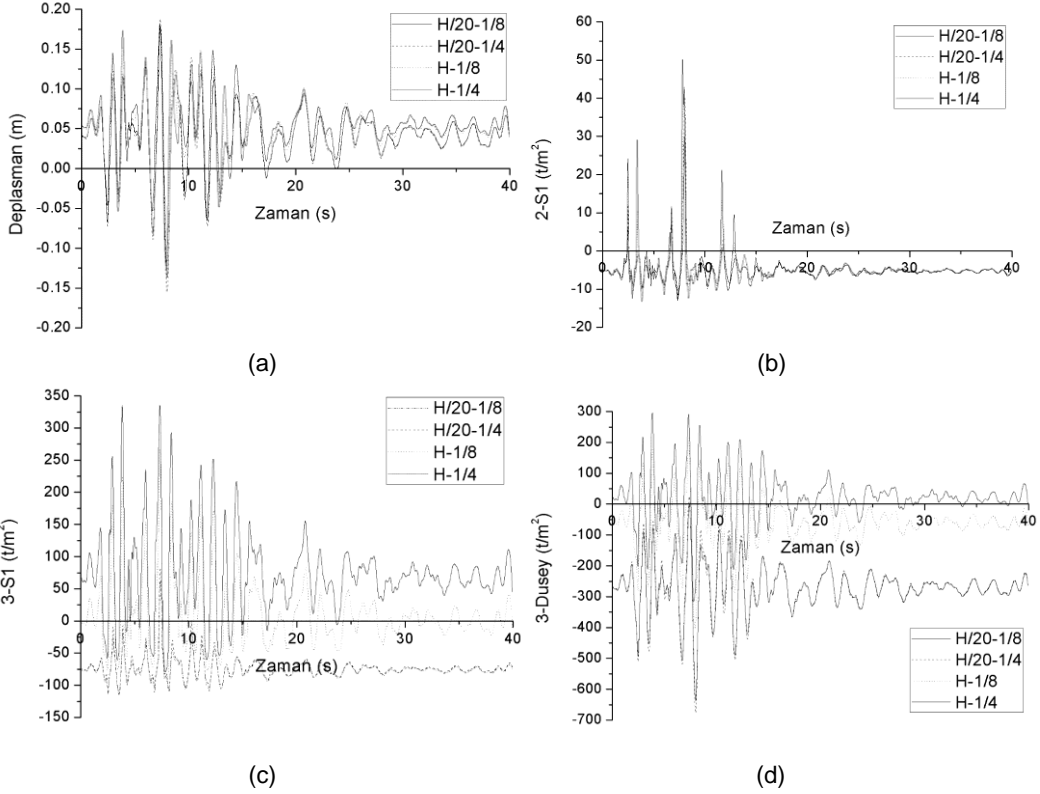 0.20
0.15
0.10
0.05
0.00
-0.05
-0.10
-0.15
-0.20
Deplasman (m)
0 10 20 30 40
Zaman (s)
H/20-1/8
H/20-1/4
H-1/8
H-1/4
(a)
60
50
40
30
20
10
0
-10
-20
2-S1 (t/m²)
0 10 20 30 40
Zaman (s)
H/20-1/8
H/20-1/4
H-1/8
H-1/4
(b)
350
300
250
200
150
100
50
0
-50
-100
-150
3-S1 (t/m²)
0 10 20 30 40
Zaman (s)
H/20-1/8
H/20-1/4
H-1/8
H-1/4
(c)
300
200
100
0
-100
-200
-300
-400
-500
-600
-700
3-Dusey (t/m²)
0 10 20 30 40
Zaman (s)
H/20-1/8
H/20-1/4
H-1/8
H-1/4
(d)